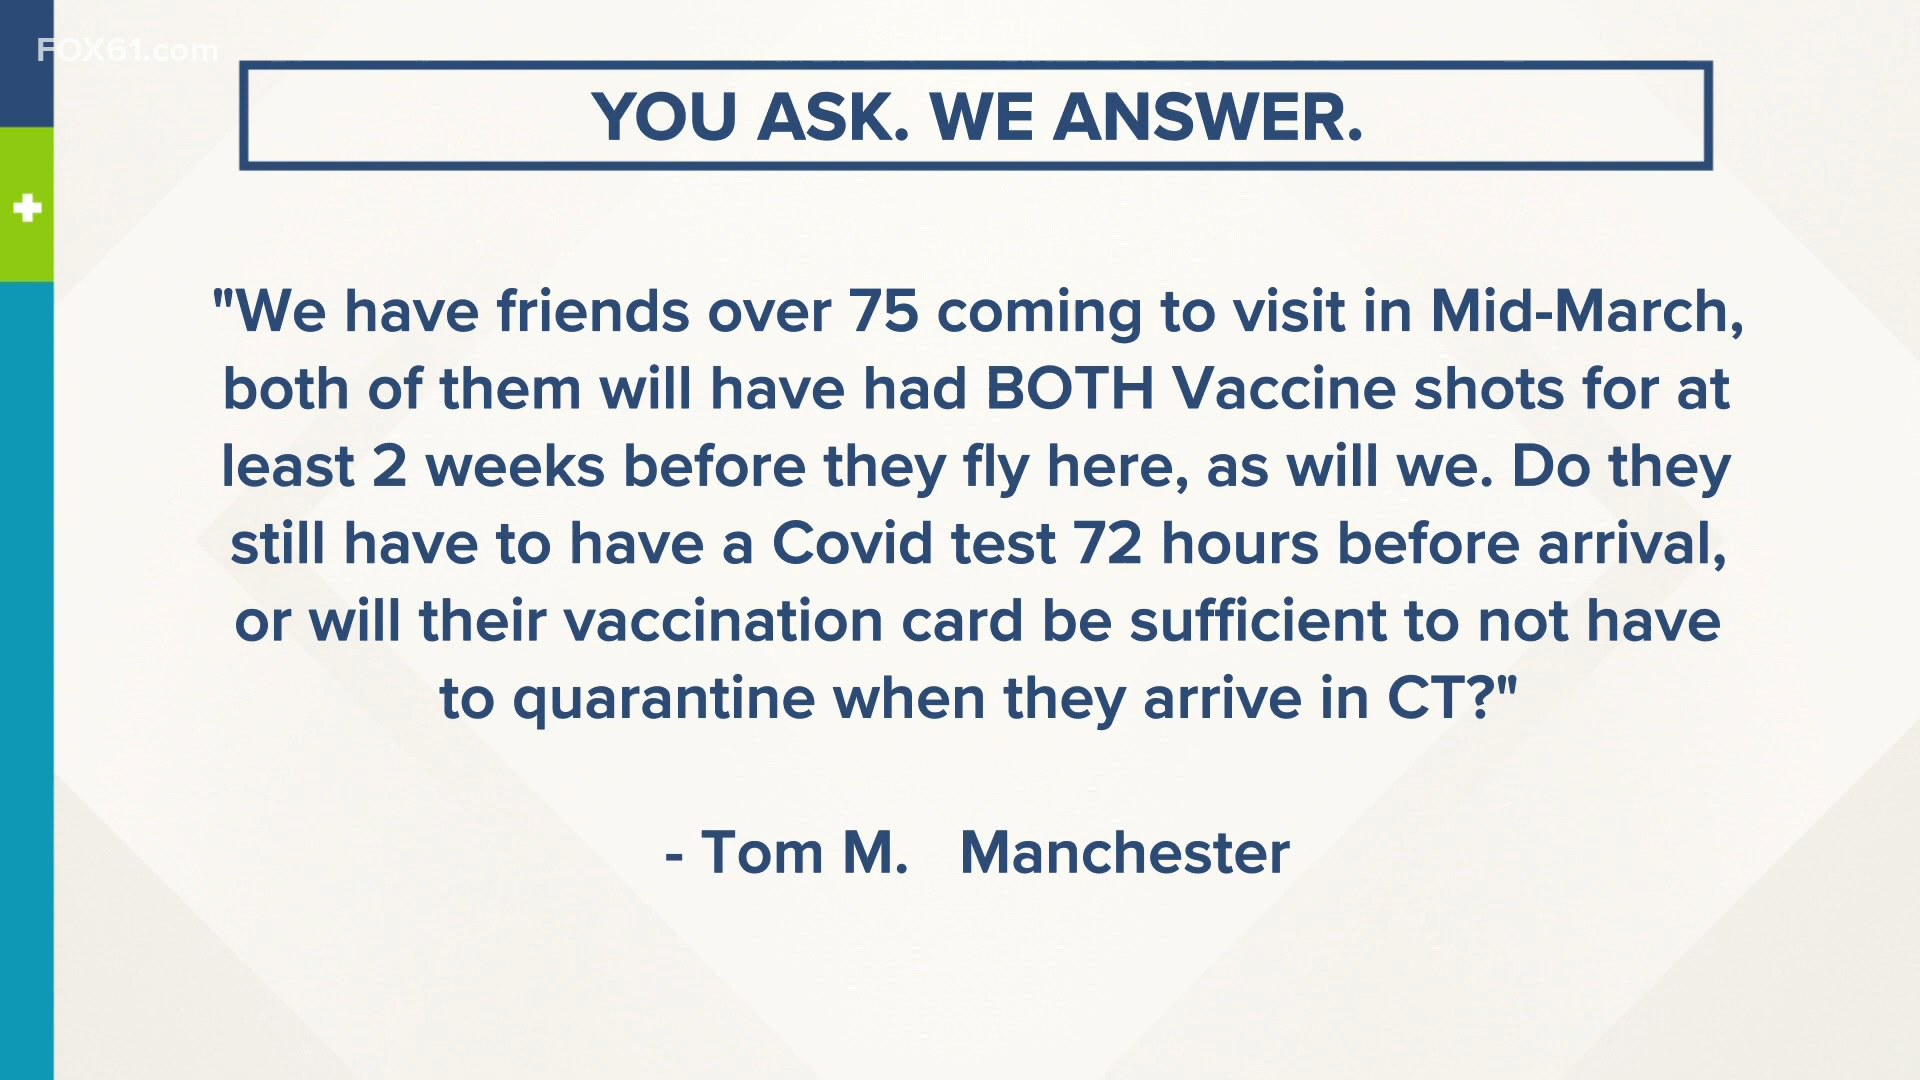 FOX61.com
YOU ASK. WE ANSWER.
"We have friends over 75 coming to visit in Mid-March,
both of them will have had BOTH Vaccine shots for at
least 2 weeks before they fly here, as will we. Do they
still have to have a Covid test 72 hours before arrival,
or will their vaccination card be sufficient to not have
to quarantine when they arrive in CT?"
- Tom M.   Manchester